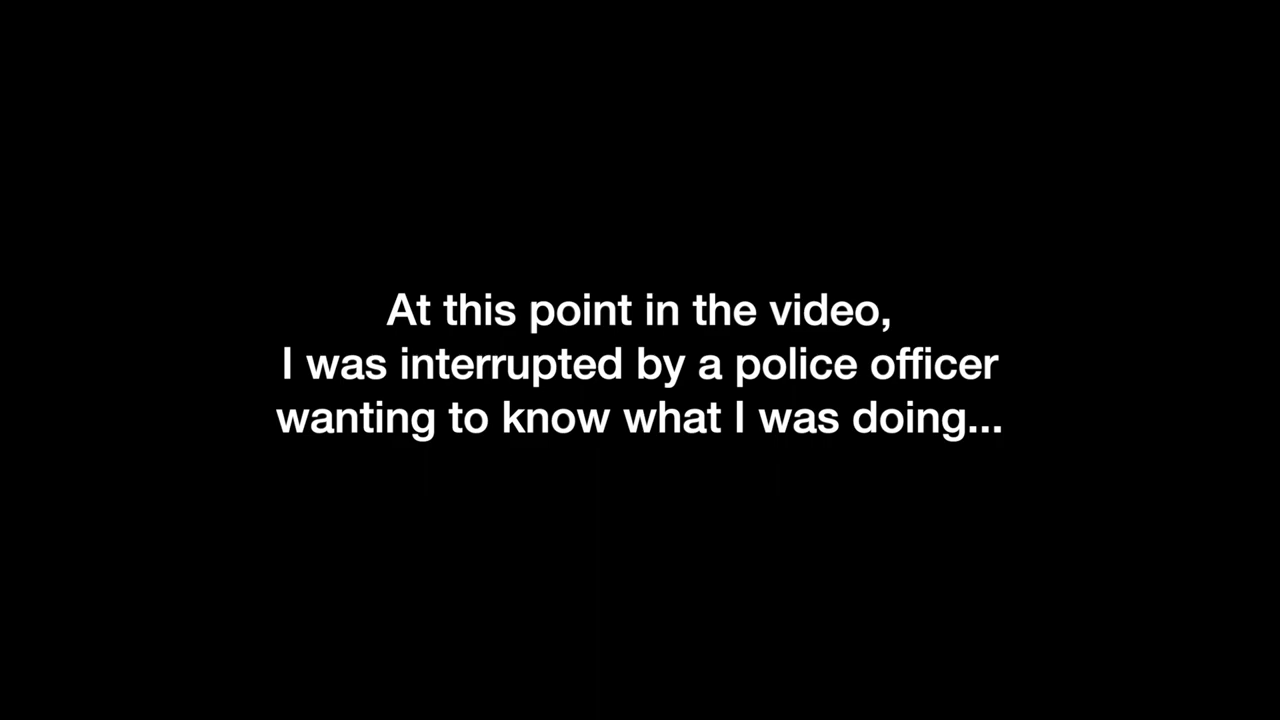 At this point in the video,
I was interrupted by a police officer
wanting to know what I was doing...